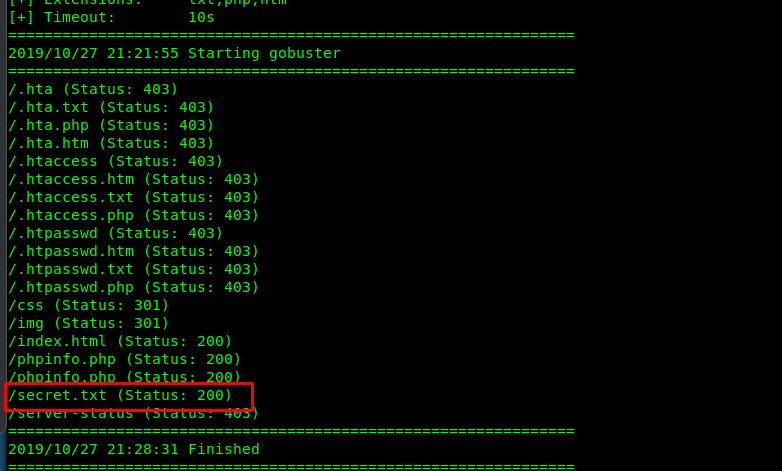 [+] Extensions: txt,php,htm
[+] Timeout: 10s
===============================================================
2019/10/27 21:21:55 Starting gobuster
===============================================================
/.hta (Status: 403)
/.hta.txt (Status: 403)
/.hta.php (Status: 403)
/.hta.htm (Status: 403)
/.htaccess (Status: 403)
/.htaccess.htm (Status: 403)
/.htaccess.txt (Status: 403)
/.htaccess.php (Status: 403)
/.htpasswd (Status: 403)
/.htpasswd.htm (Status: 403)
/.htpasswd.txt (Status: 403)
/.htpasswd.php (Status: 403)
/css (Status: 301)
/img (Status: 301)
/index.html (Status: 200)
/phpinfo.php (Status: 200)
/phpinfo.php (Status: 200)
/secret.txt (Status: 200)
/server-status (Status: 403)
===============================================================
2019/10/27 21:28:31 Finished
===============================================================